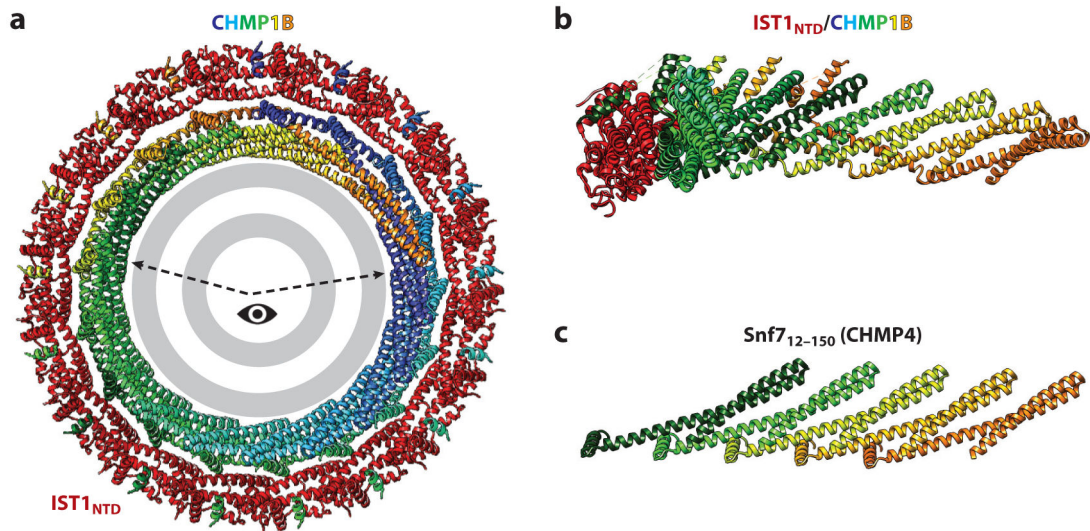 a
CHMP1B
IST1NTD
b
IST1NTD/CHMP1B
c
Snf712–150 (CHMP4)